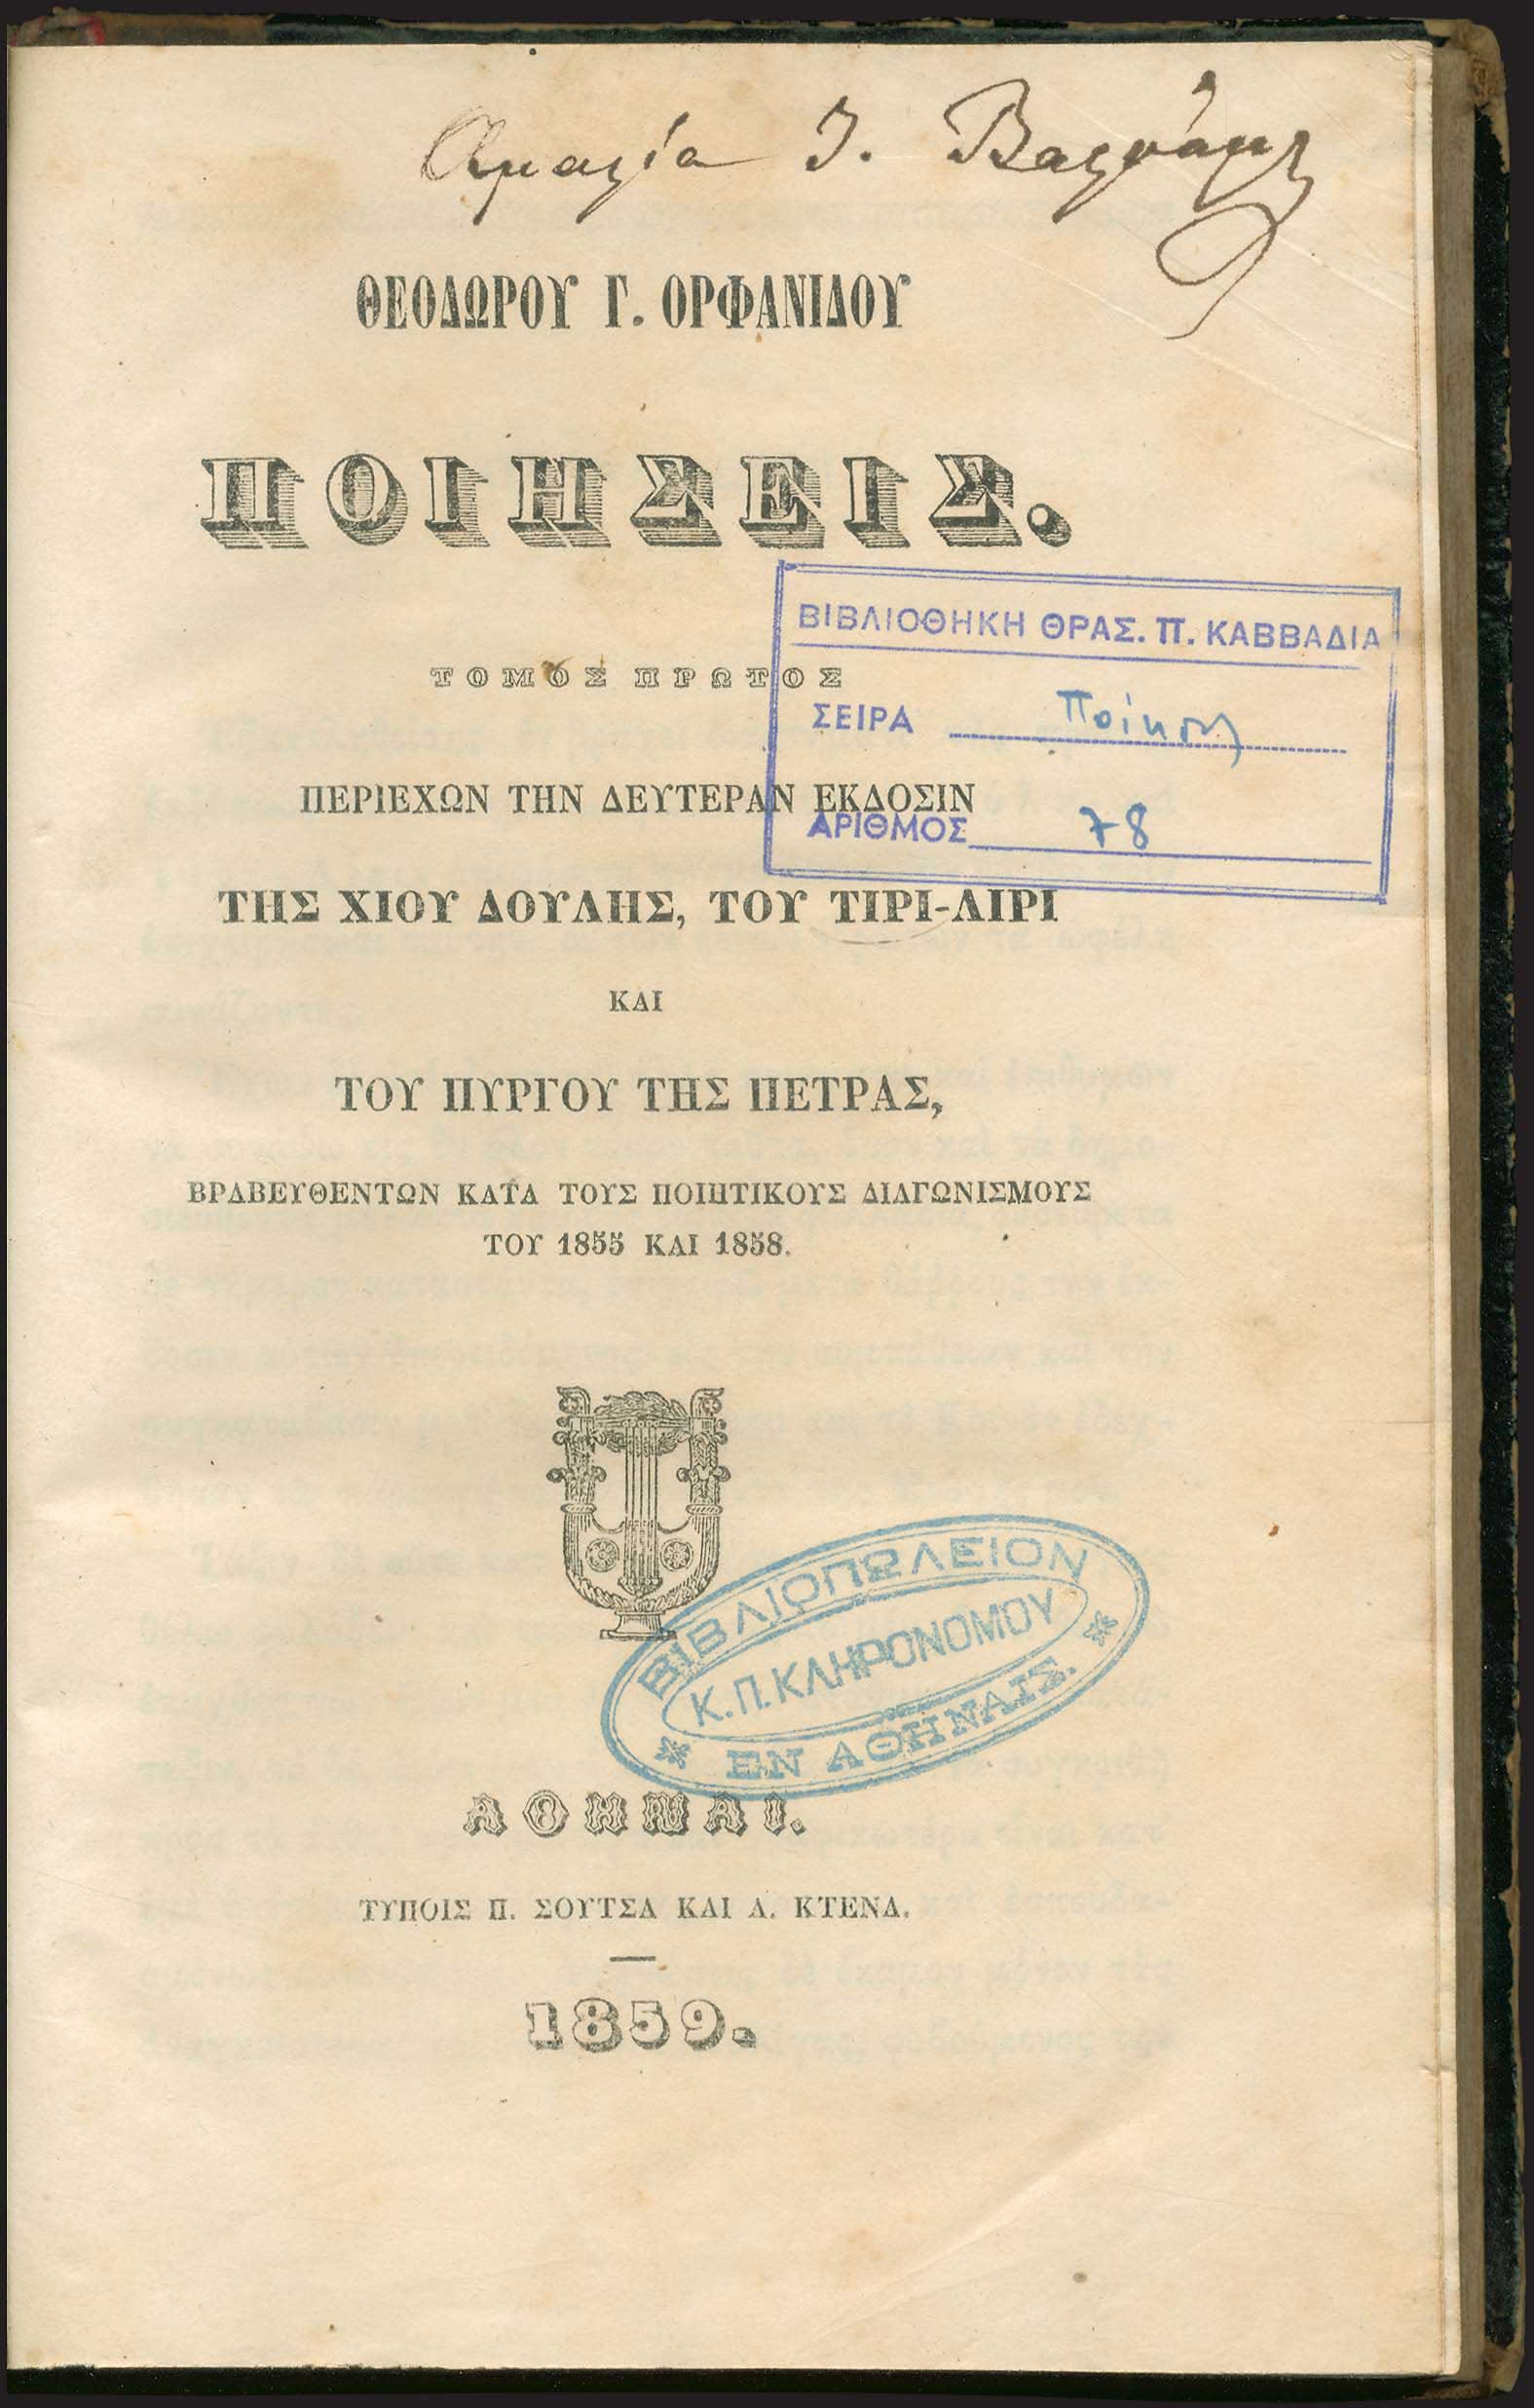 Αμαλία Ι.
ΘΕΟΔΩΡΟΥ Γ. ΟΡΦΑΝΙΔΟΥ
ΠΟΙΗΣΕΙΣ.
ΤΟΜΟΣ ΠΡΩΤΟΣ
ΒΙΒΛΙΟΘΗΚΗ ΘΡΑΣ. Π. ΚΑΒΒΑΔΙΑ
ΣΕΙΡΑ Ποίηση
ΑΡΙΘΜΟΣ 78
ΠΕΡΙΕΧΩΝ ΤΗΝ ΔΕΥΤΕΡΑΝ ΕΚΔΟΣΙΝ
ΤΗΣ ΧΙΟΥ ΔΟΥΛΗΣ, ΤΟΥ ΤΙΡΙ-ΛΙΡΙ
ΚΑΙ
ΤΟΥ ΠΥΡΓΟΥ ΤΗΣ ΠΕΤΡΑΣ,
ΒΡΑΒΕΥΘΕΝΤΩΝ ΚΑΤΑ ΤΟΥΣ ΠΟΙΗΤΙΚΟΥΣ ΔΙΑΓΩΝΙΣΜΟΥΣ
ΤΟΥ 1855 ΚΑΙ 1858.
ΒΙΒΛΙΟΠΩΛΕΙΟΝ
Κ.Π.ΚΛΗΡΟΝΟΜΟΥ
ΕΝ ΑΘΗΝΑΙΣ.
ΑΘΗΝΑΙ.
ΤΥΠΟΙΣ Π. ΣΟΥΤΣΑ ΚΑΙ Α. ΚΤΕΝΑ.
1859.